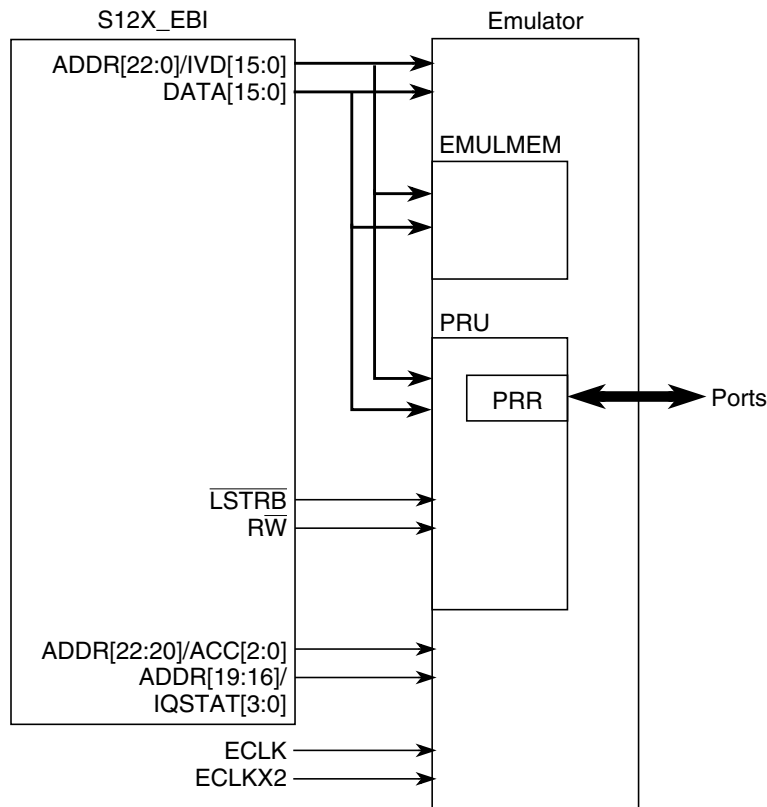 S12X_EBI
Emulator
ADDR[22:0]/IVD[15:0]
DATA[15:0]
EMULMEM
PRU
PRR
Ports
LSTRB
RW
ADDR[22:20]/ACC[2:0]
ADDR[19:16]/
IQSTAT[3:0]
ECLK
ECLKX2